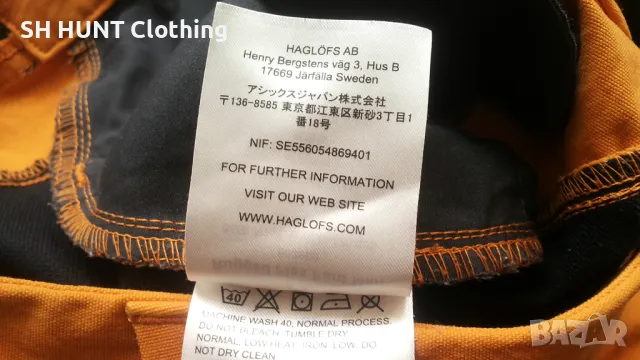 SH HUNT Clothing
HAGLÖFS AB
Henry Bergstens väg 3, Hus B
17669 Järfälla Sweden
アシックスジャパン株式会社
〒136-8585 東京都江東区新砂3丁目1
番18号
NIF: SE556054869401
FOR FURTHER INFORMATION
VISIT OUR WEB SITE
WWW.HAGLOFS.COM
40
MACHINE WASH 40, NORMAL PROCESS.
DO NOT BLEACH. TUMBLE DRY
NORMAL, LOW HEAT. IRON, LOW. DO
NOT DRY CLEAN
bazar